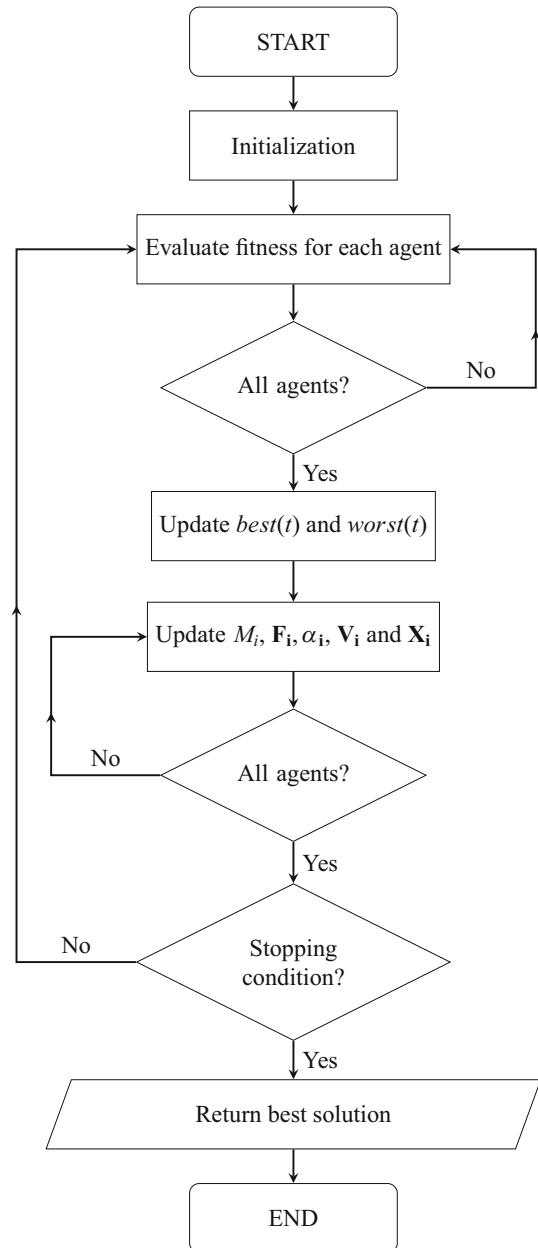 START
Initialization
Evaluate fitness for each agent
All agents?
No
Yes
Update best(t) and worst(t)
Update Mi, Fi, αi, Vi and Xi
All agents?
No
Yes
Stopping
condition?
No
Yes
Return best solution
END